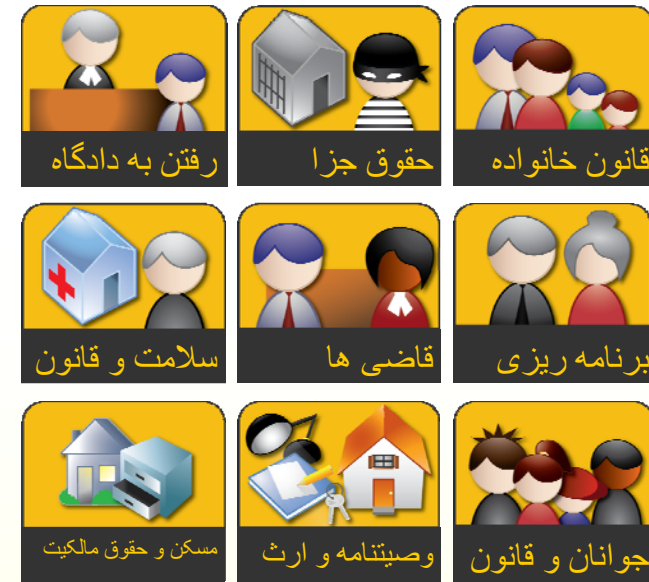 قانون خانواده
حقوق جزا
رفتن به دادگاه
برنامه ریزی
قاضی ها
سلامت و قانون
جوانان و قانون
وصیتنامه و ارث
مسکن و حقوق مالکیت